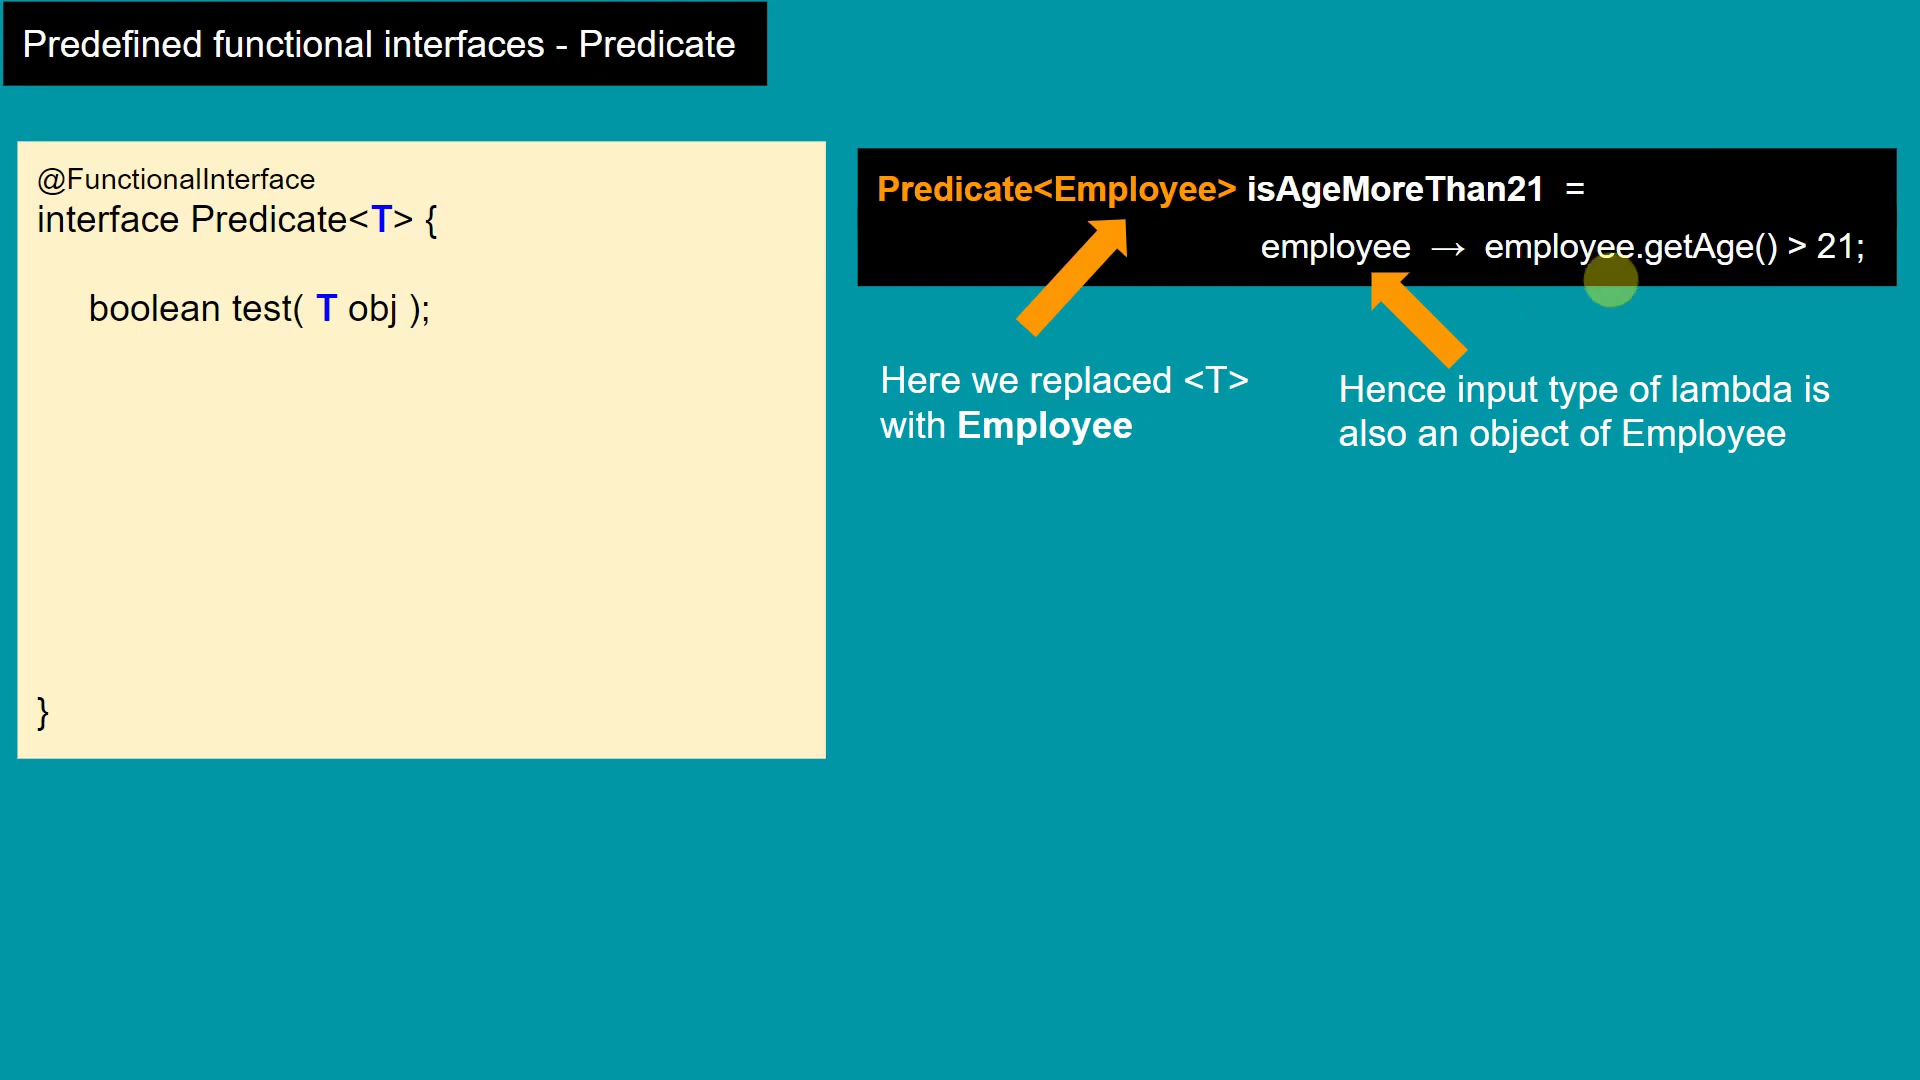 Predefined functional interfaces - Predicate
@FunctionalInterface
interface Predicate<T> {
boolean test( T obj );
}
Predicate<Employee> isAgeMoreThan21 =
employee → employee.getAge() > 21;
Here we replaced <T>
with Employee
Hence input type of lambda is
also an object of Employee